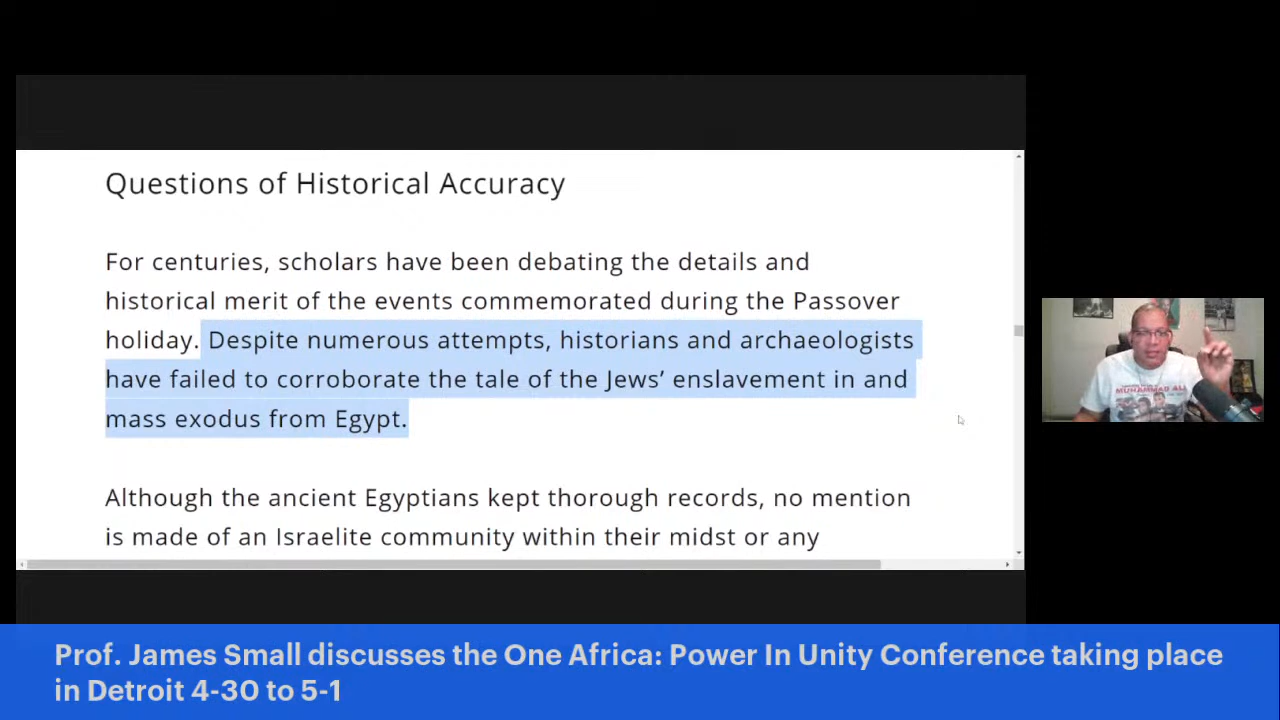 Questions of Historical Accuracy
For centuries, scholars have been debating the details and
historical merit of the events commemorated during the Passover
holiday. Despite numerous attempts, historians and archaeologists
have failed to corroborate the tale of the Jews’ enslavement in and
mass exodus from Egypt.
Although the ancient Egyptians kept thorough records, no mention
is made of an Israelite community within their midst or any
MUHAMMAD ALI
Prof. James Small discusses the One Africa: Power In Unity Conference taking place
in Detroit 4-30 to 5-1